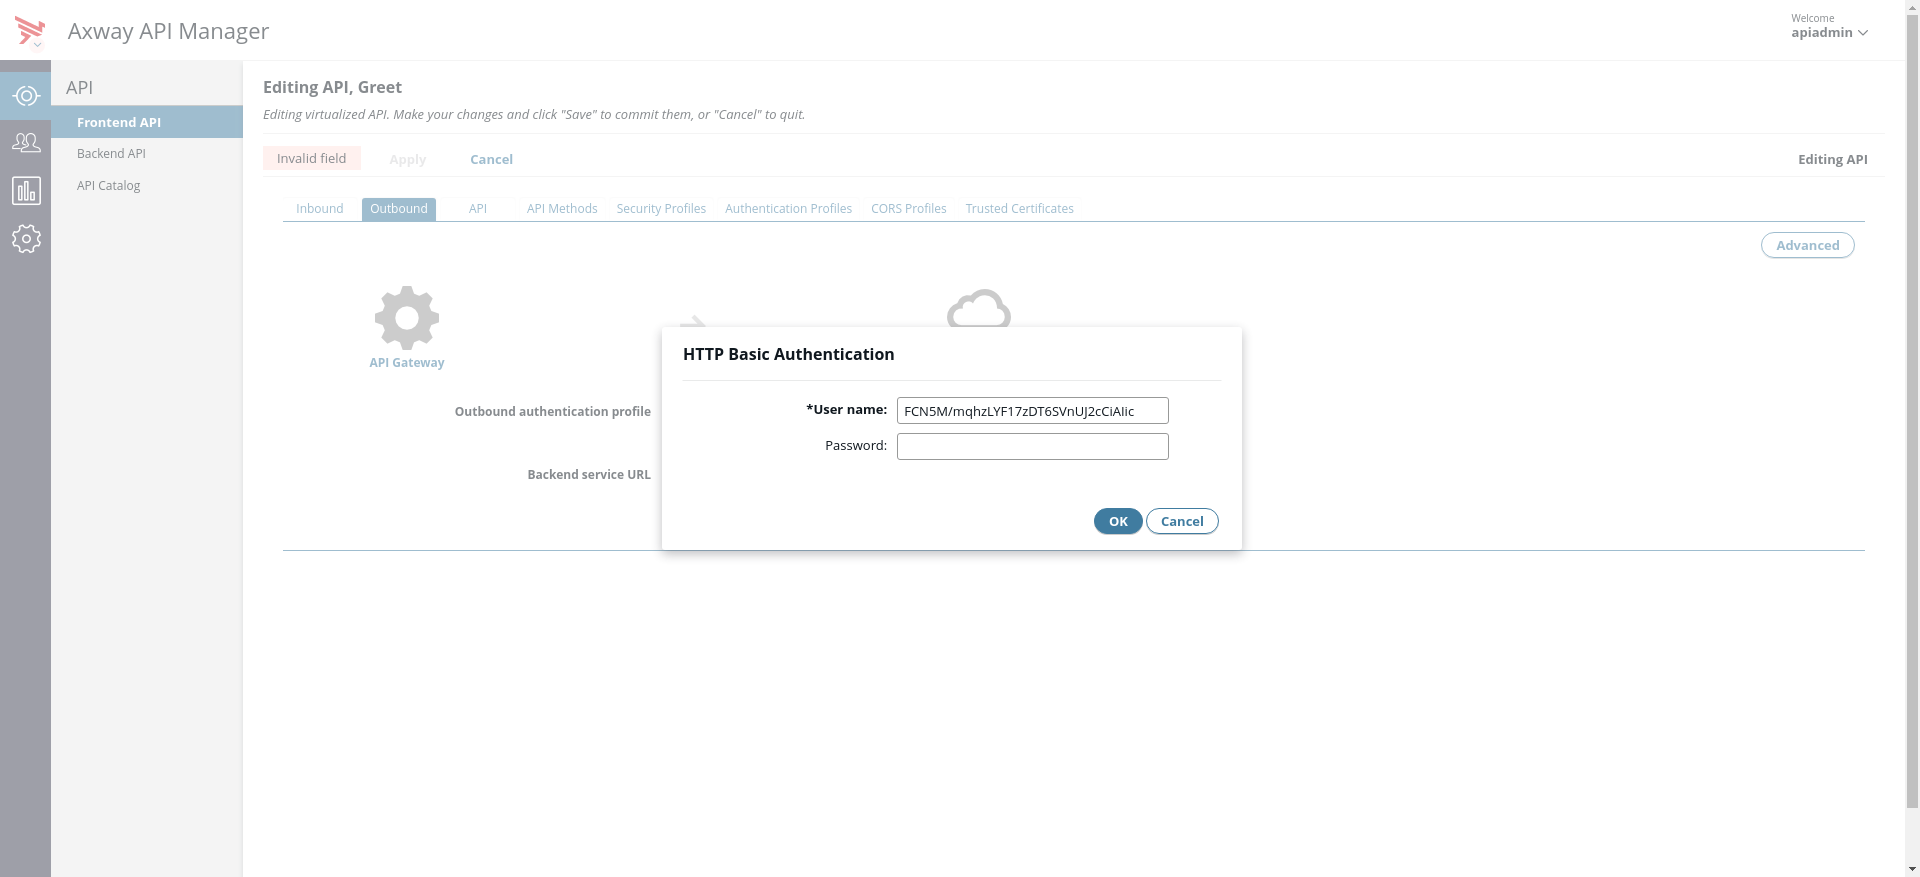 Axway API Manager
Welcome
apiadmin
API
Frontend API
Backend API
API Catalog
Editing API, Greet
Editing virtualized API. Make your changes and click "Save" to commit them, or "Cancel" to quit.
Invalid field
Apply
Cancel
Editing API
Inbound
Outbound
API
API Methods
Security Profiles
Authentication Profiles
CORS Profiles
Trusted Certificates
Advanced
API Gateway
Outbound authentication profile
Backend service URL
HTTP Basic Authentication
*User name:
FCN5M/mqhzLYF17zDT6SVnUJ2cCiAIic
Password:
OK
Cancel